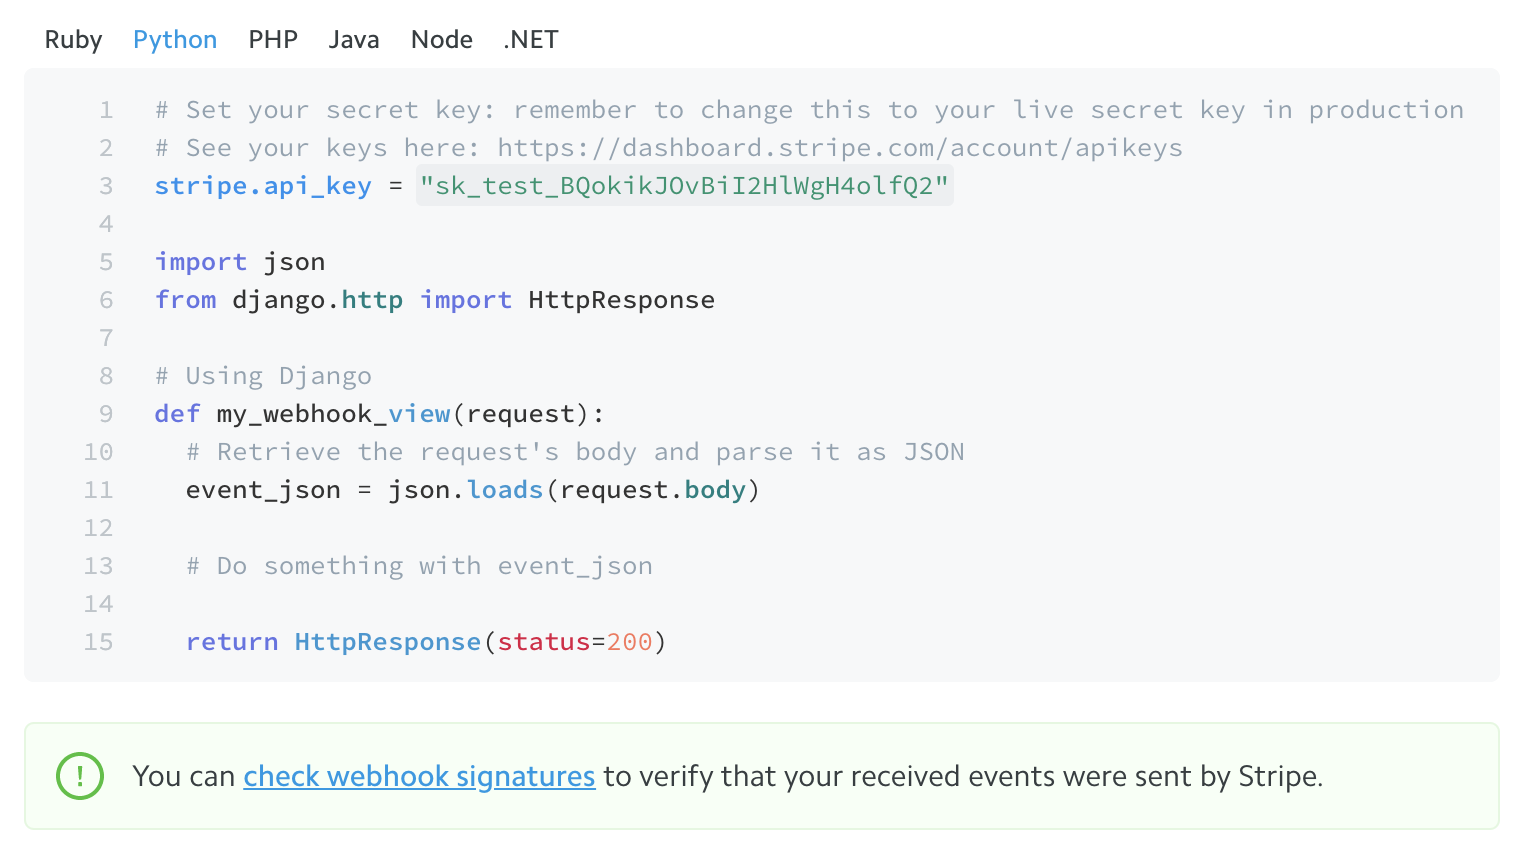 Ruby Python PHP Java Node .NET
1 # Set your secret key: remember to change this to your live secret key in production
2 # See your keys here: https://dashboard.stripe.com/account/apikeys
3 stripe.api_key = "sk_test_BQokikJOvBiI2HlWgH4olfQ2"
4
5 import json
6 from django.http import HttpResponse
7
8 # Using Django
9 def my_webhook_view(request):
10 # Retrieve the request's body and parse it as JSON
11 event_json = json.loads(request.body)
12
13 # Do something with event_json
14
15 return HttpResponse(status=200)
! You can check webhook signatures to verify that your received events were sent by Stripe.